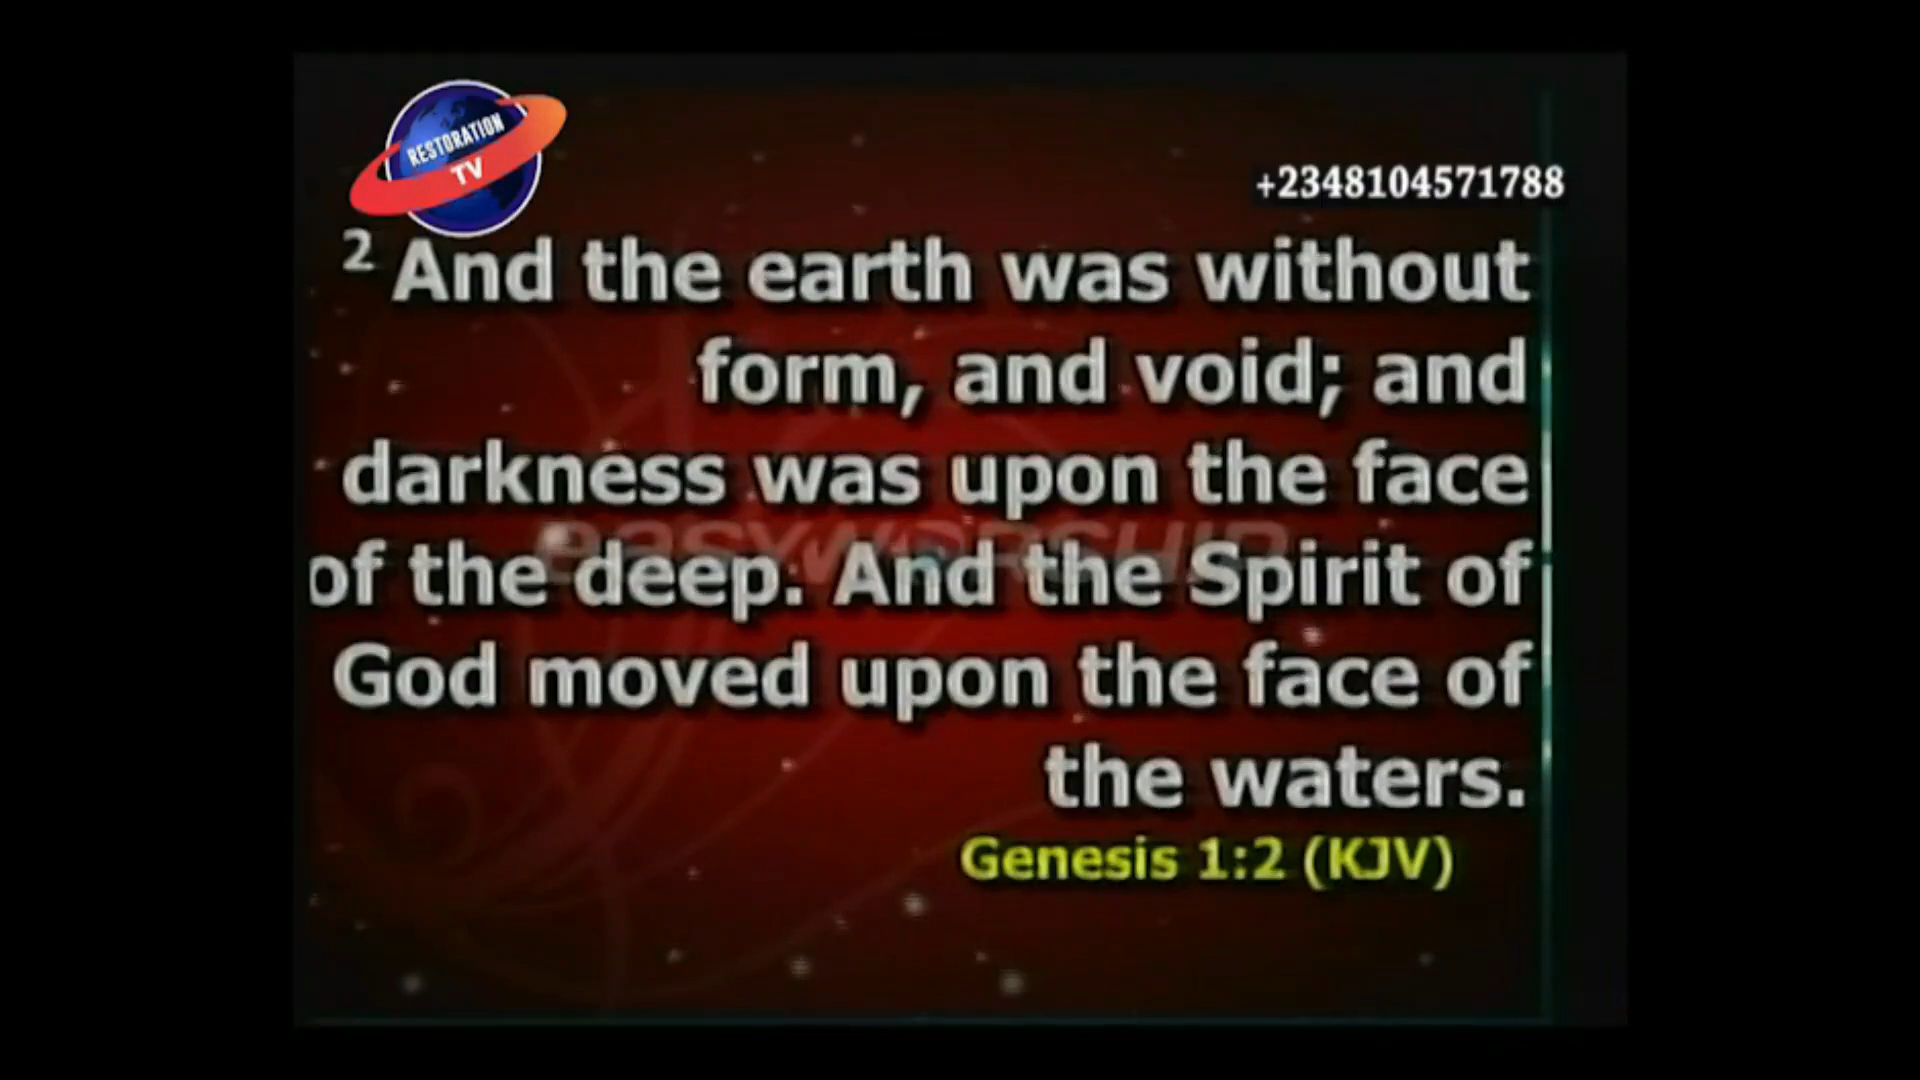 RESTORATION
TV
+2348104571788
2 And the earth was without
form, and void; and
darkness was upon the face
of the deep. And the Spirit of
God moved upon the face of
the waters.
easyworship
Genesis 1:2 (KJV)